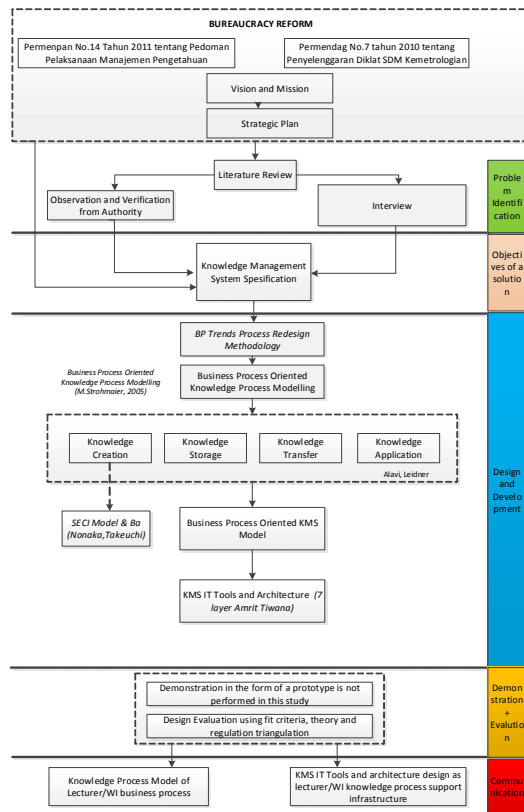 BUREAUCRACY REFORM
Permenpan No.14 Tahun 2011 tentang Pedoman
Pelaksanaan Manajemen Pengetahuan
Permendag No.7 tahun 2010 tentang
Penyelenggaran Diklat SDM Kemetrologian
Vision and Mission
Strategic Plan
Literature Review
Observation and Verification
from Authority
Interview
Proble
m
Identifi
cation
Knowledge Management
System Spesification
Objecti
ves of a
solutio
n
BP Trends Process Redesign
Methodology
Business Process Oriented
Knowledge Process Modelling
(M.Strohmaier, 2005)
Business Process Oriented
Knowledge Process Modelling
Knowledge
Creation
Knowledge
Storage
Knowledge
Transfer
Knowledge
Application
Alavi, Leidner
SECI Model & Ba
(Nonaka,Takeuchi)
Business Process Oriented KMS
Model
KMS IT Tools and Architecture (7
layer Amrit Tiwana)
Design
and
Develo
pment
Demonstration in the form of a prototype is not
performed in this study
Design Evaluation using fit criteria, theory and
regulation triangulation
Demon
stration
+
Evalutio
n
Knowledge Process Model of
Lecturer/WI business process
KMS IT Tools and architecture design as
lecturer/WI knowledge process support
infrastructure
Commu
nication